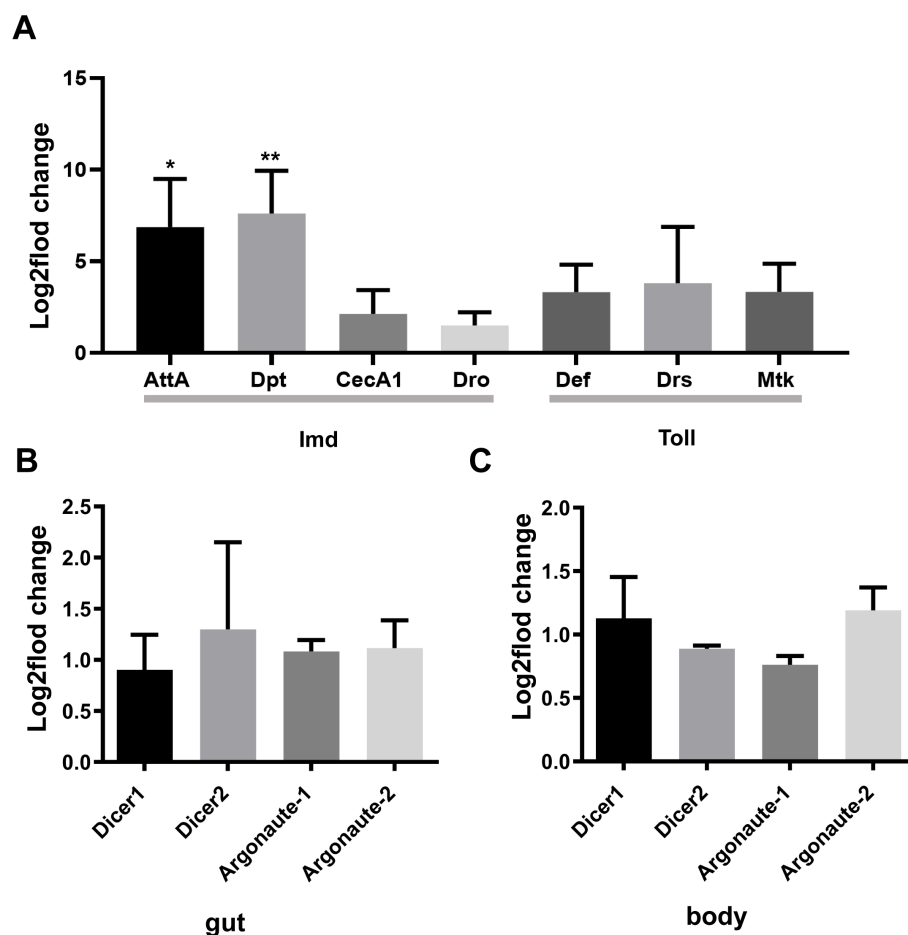 A
Log2flod change
15
10
5
0
*
**
AttA Dpt CecA1 Dro Def Drs Mtk
Imd Toll
B
Log2flod change
2.5
2.0
1.5
1.0
0.5
0.0
Dicer1
Dicer2
Argonaute-1
Argonaute-2
gut
C
Log2flod change
2.0
1.5
1.0
0.5
0.0
Dicer1
Dicer2
Argonaute-1
Argonaute-2
body